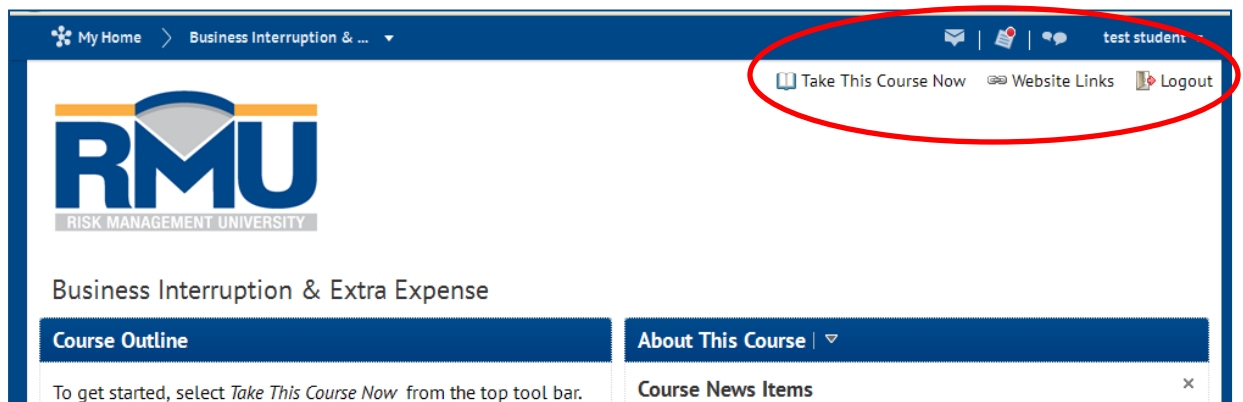 My Home > Business Interruption & ... test student
Take This Course Now Website Links Logout
RMU
RISK MANAGEMENT UNIVERSITY
Business Interruption & Extra Expense
Course Outline
About This Course |
To get started, select Take This Course Now from the top tool bar.
Course News Items ×